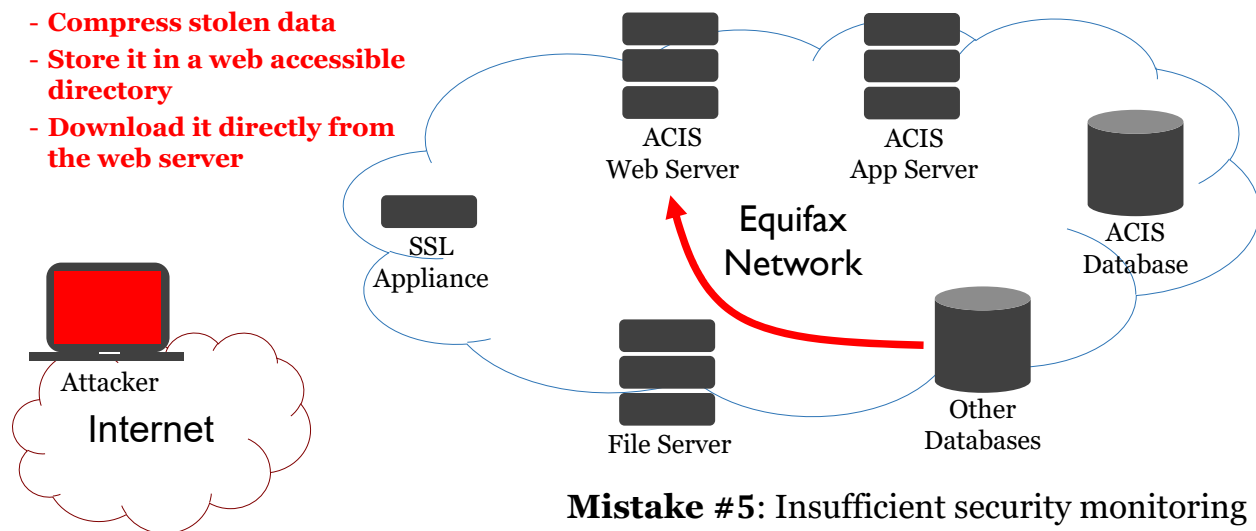 - Compress stolen data
- Store it in a web accessible
directory
- Download it directly from
the web server
ACIS
Web Server
ACIS
App Server
SSL
Appliance
Equifax
Network
ACIS
Database
Attacker
Internet
File Server
Other
Databases
Mistake #5: Insufficient security monitoring